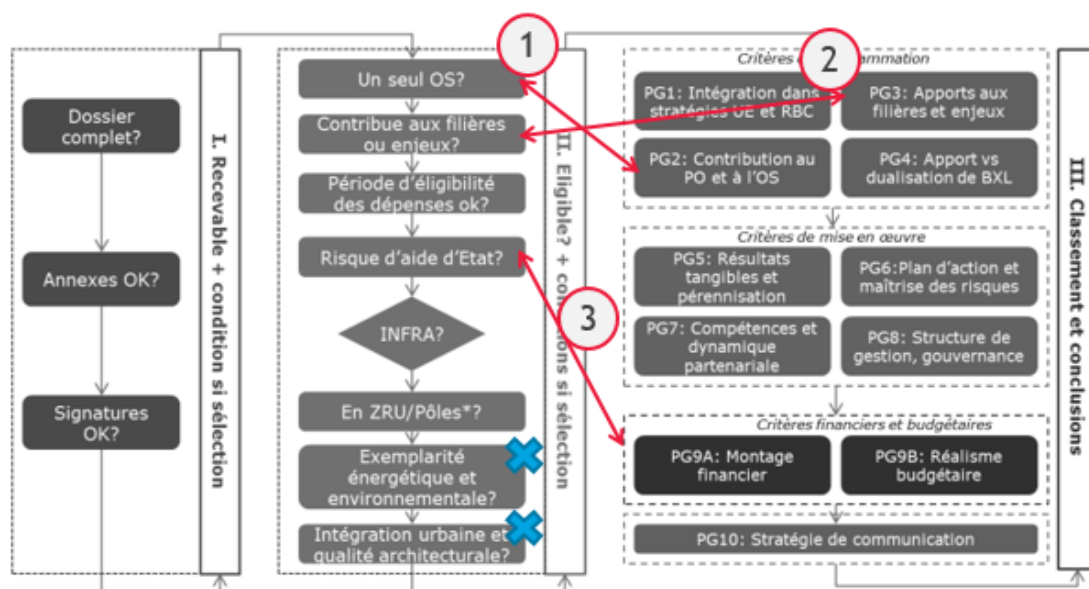 Dossier
complet?
Annexes OK?
Signatures
OK?
I. Recevable + condition si sélection
1
Un seul OS?
Contribue aux filières
ou enjeux?
Période d'éligibilité
des dépenses ok?
Risque d'aide d'Etat?
INFRA?
En ZRU/Pôles*?
Exemplarité
énergétique et
environnementale?
Intégration urbaine et
qualité architecturale?
II. Eligible? + con
ions si sélection
3
2
Critères d
ammation
PG1: Intégration dans
stratégies UE et RBC
PG3: Apports aux
filières et enjeux
PG2: Contribution au
PO et à l'OS
PG4: Apport vs
dualisation de BXL
Critères de mise en œuvre
PG5: Résultats
tangibles et
pérennisation
PG6:Plan d'action et
maîtrise des risques
PG7: Compétences et
dynamique
partenariale
PG8: Structure de
gestion, gouvernance
Critères financiers et budgétaires
PG9A: Montage
financier
PG9B: Réalisme
budgétaire
PG10: Stratégie de communication
III. Classement et conclusions